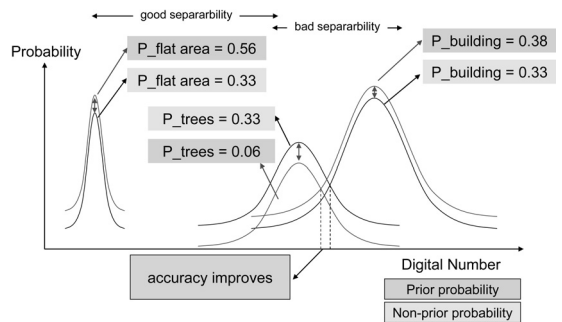 good separarbility
bad separarbility
Probability
P_flat area = 0.56
P_flat area = 0.33
P_building = 0.38
P_building = 0.33
P_trees = 0.33
P_trees = 0.06
accuracy improves
Digital Number
Prior probability
Non-prior probability